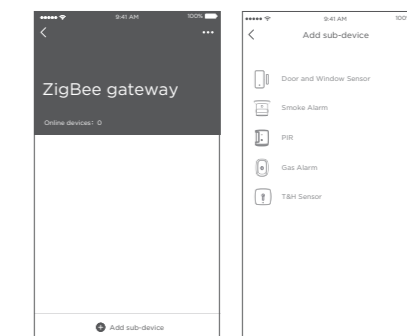 9:41 AM
100%
ZigBee gateway
Online devices: 0
Add sub-device
9:41 AM
100%
Add sub-device
Door and Window Sensor
Smoke Alarm
PIR
Gas Alarm
T&H Sensor